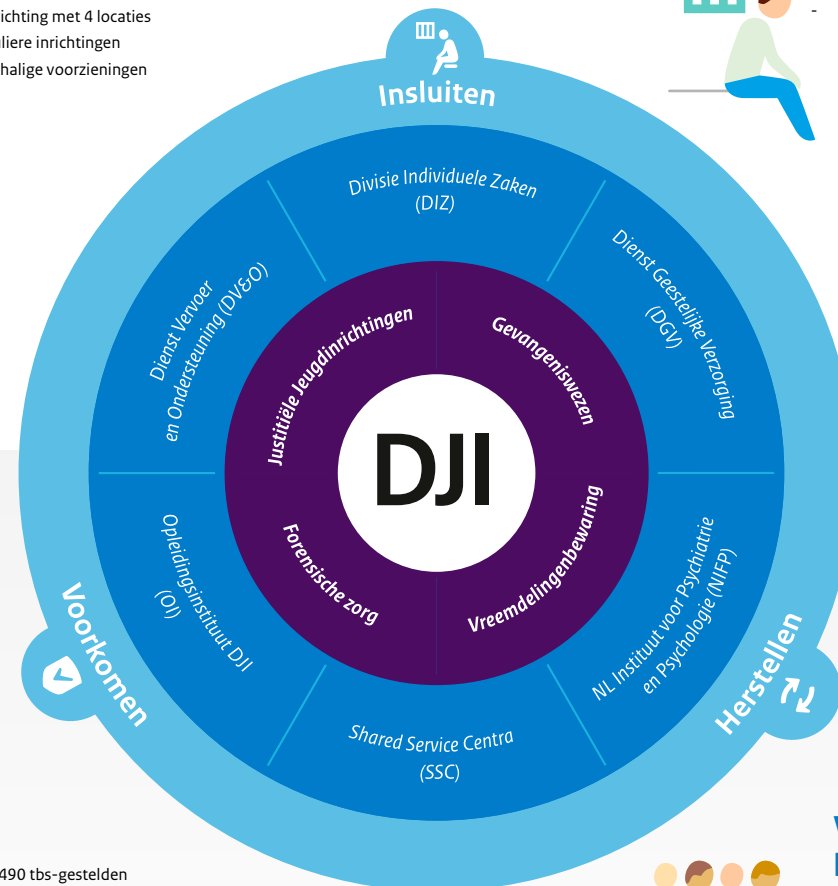 ichting met 4 locaties
liere inrichtingen
halige voorzieningen
Insluiten
Divisie Individuele Zaken
(DIZ)
Dienst Vervoer
en Ondersteuning (DV&O)
Dienst Geestelijke Verzorging
(DGV)
Justitiële Jeugdinrichtingen
Gevangeniswezen
DJI
Forensische zorg
Vreemdelingenbewaring
Opleidingsinstituut DJI
(OI)
NL Instituut voor Psychiatrie
en Psychologie (NIFP)
Voorkomen
Herstellen
Shared Service Centra
(SSC)
490 tbs-gestelden